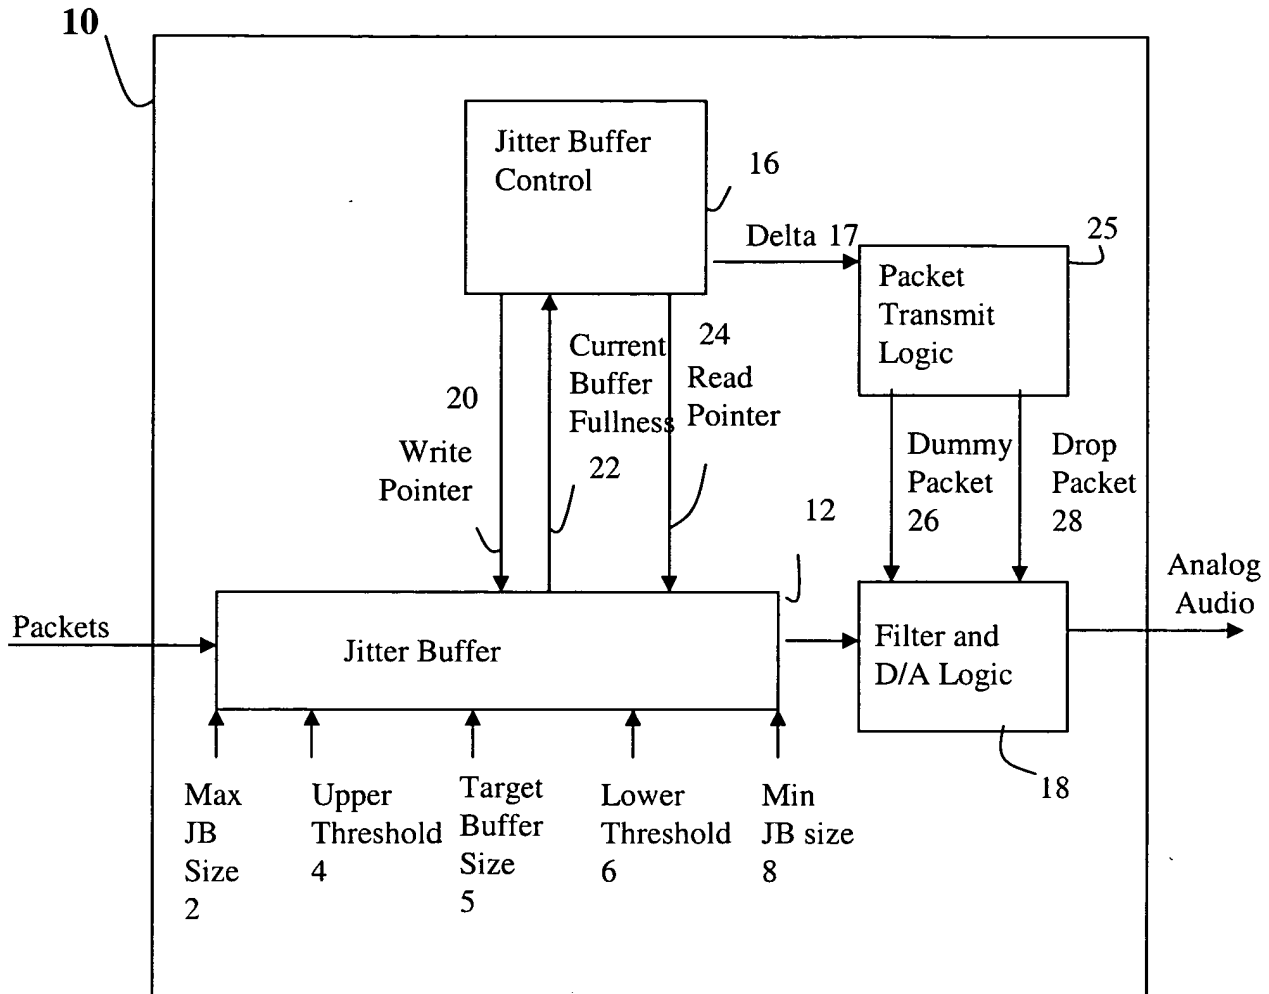 10
Jitter Buffer
Control
16
Delta 17
25
Packet
Transmit
Logic
Current
Buffer
Fullness
22
24
Read
Pointer
20
Write
Pointer
Dummy
Packet
26
Drop
Packet
28
12
Analog
Audio
Packets
Jitter Buffer
Filter and
D/A Logic
18
Max
JB
Size
2
Upper
Threshold
4
Target
Buffer
Size
5
Lower
Threshold
6
Min
JB size
8